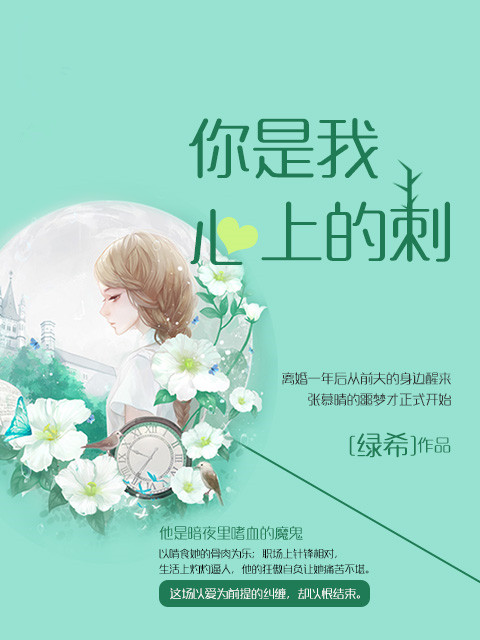 你是我
心上的刺
离婚一年后从前夫的身边醒来
张慕晴的噩梦才正式开始
[绿希]作品
他是暗夜里嗜血的魔鬼
以啃食她的骨肉为乐；职场上针锋相对，
生活上灼灼逼人，他的狂傲自负让她痛苦不堪。
这场以爱为前提的纠缠，却以根结束。